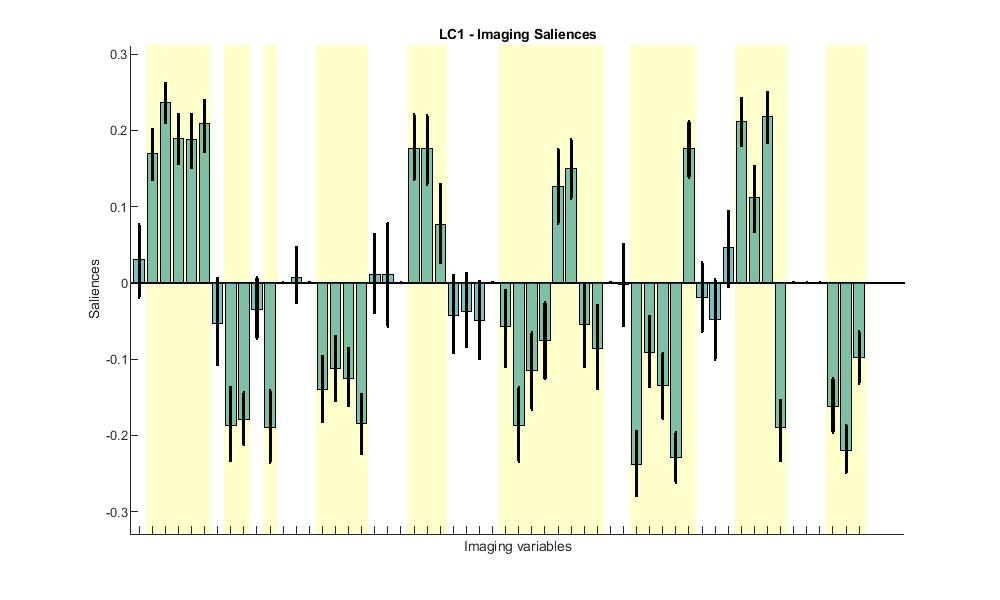 LC1 - Imaging Saliences
0.3
0.2
0.1
0
-0.1
-0.2
-0.3
Saliences
Imaging variables